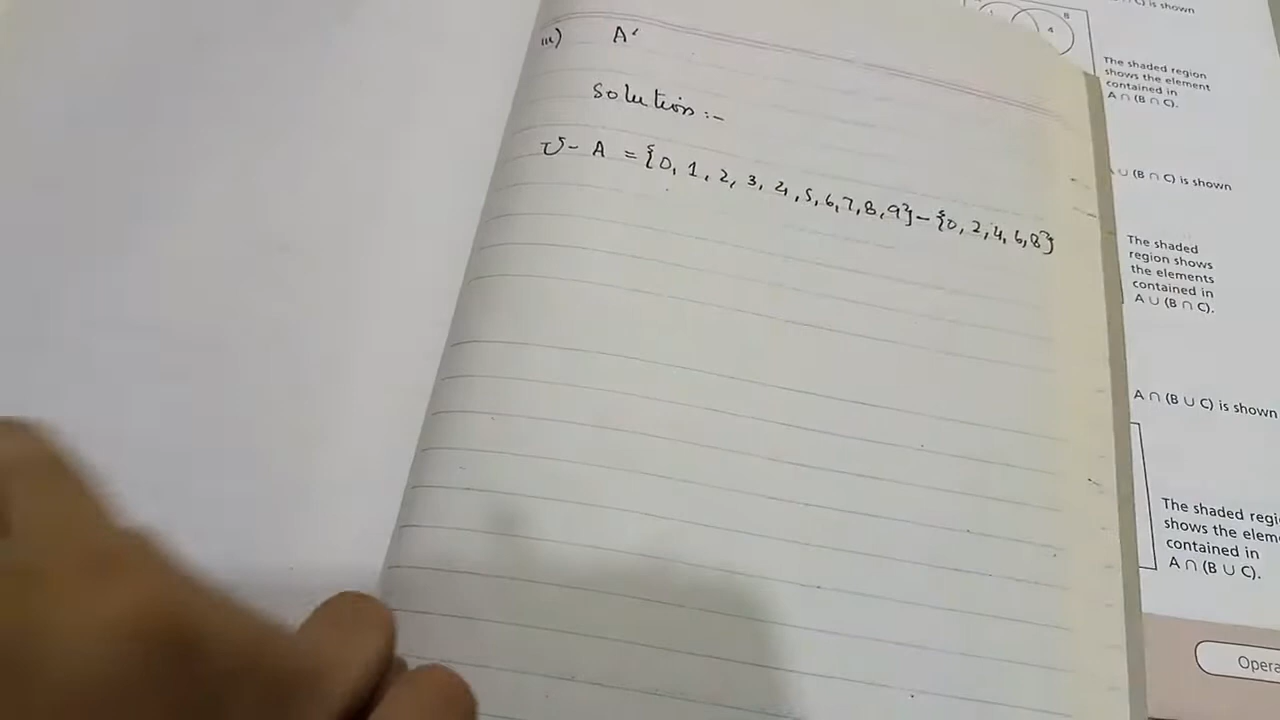 iii) A'
Solution :-
U - A = {0, 1, 2, 3, 4, 5, 6, 7, 8, 9} - {0, 2, 4, 6, 8}
C) is shown
8
4
The shaded region
shows the element
contained in
A ∩ (B ∩ C).
∪ (B ∩ C) is shown
The shaded
region shows
the elements
contained in
A ∪ (B ∩ C).
A ∩ (B ∪ C) is shown
The shaded regi
shows the elem
contained in
A ∩ (B ∪ C).
Opera